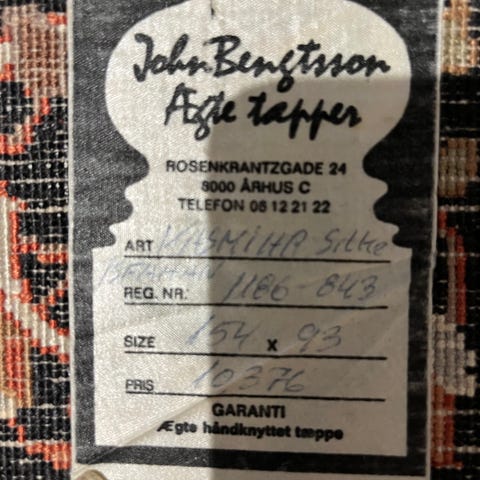 John Bengtsson
Ægte tæpper
ROSENKRANTZGADE 24
8000 ÅRHUS C
TELEFON 06 12 21 22
ART KASMIHR Silke
REG. NR: 1186-843
SIZE 154 x 93
PRIS 10376
GARANTI
Ægte håndknyttet tæppe